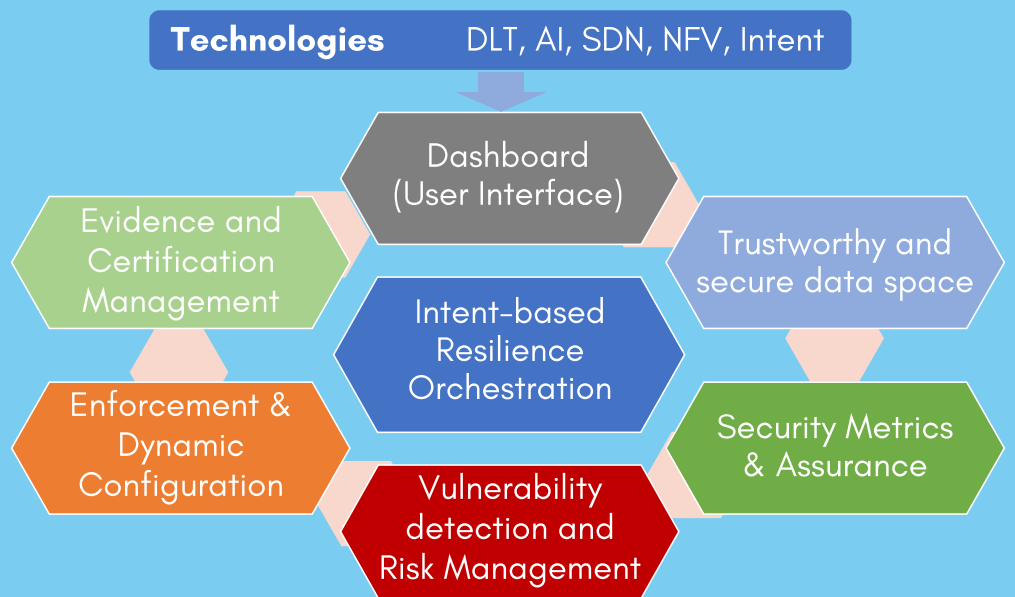 Technologies DLT, AI, SDN, NFV, Intent
Dashboard
(User Interface)
Evidence and
Certification
Management
Trustworthy and
secure data space
Intent-based
Resilience
Orchestration
Enforcement &
Dynamic
Configuration
Security Metrics
& Assurance
Vulnerability
detection and
Risk Management